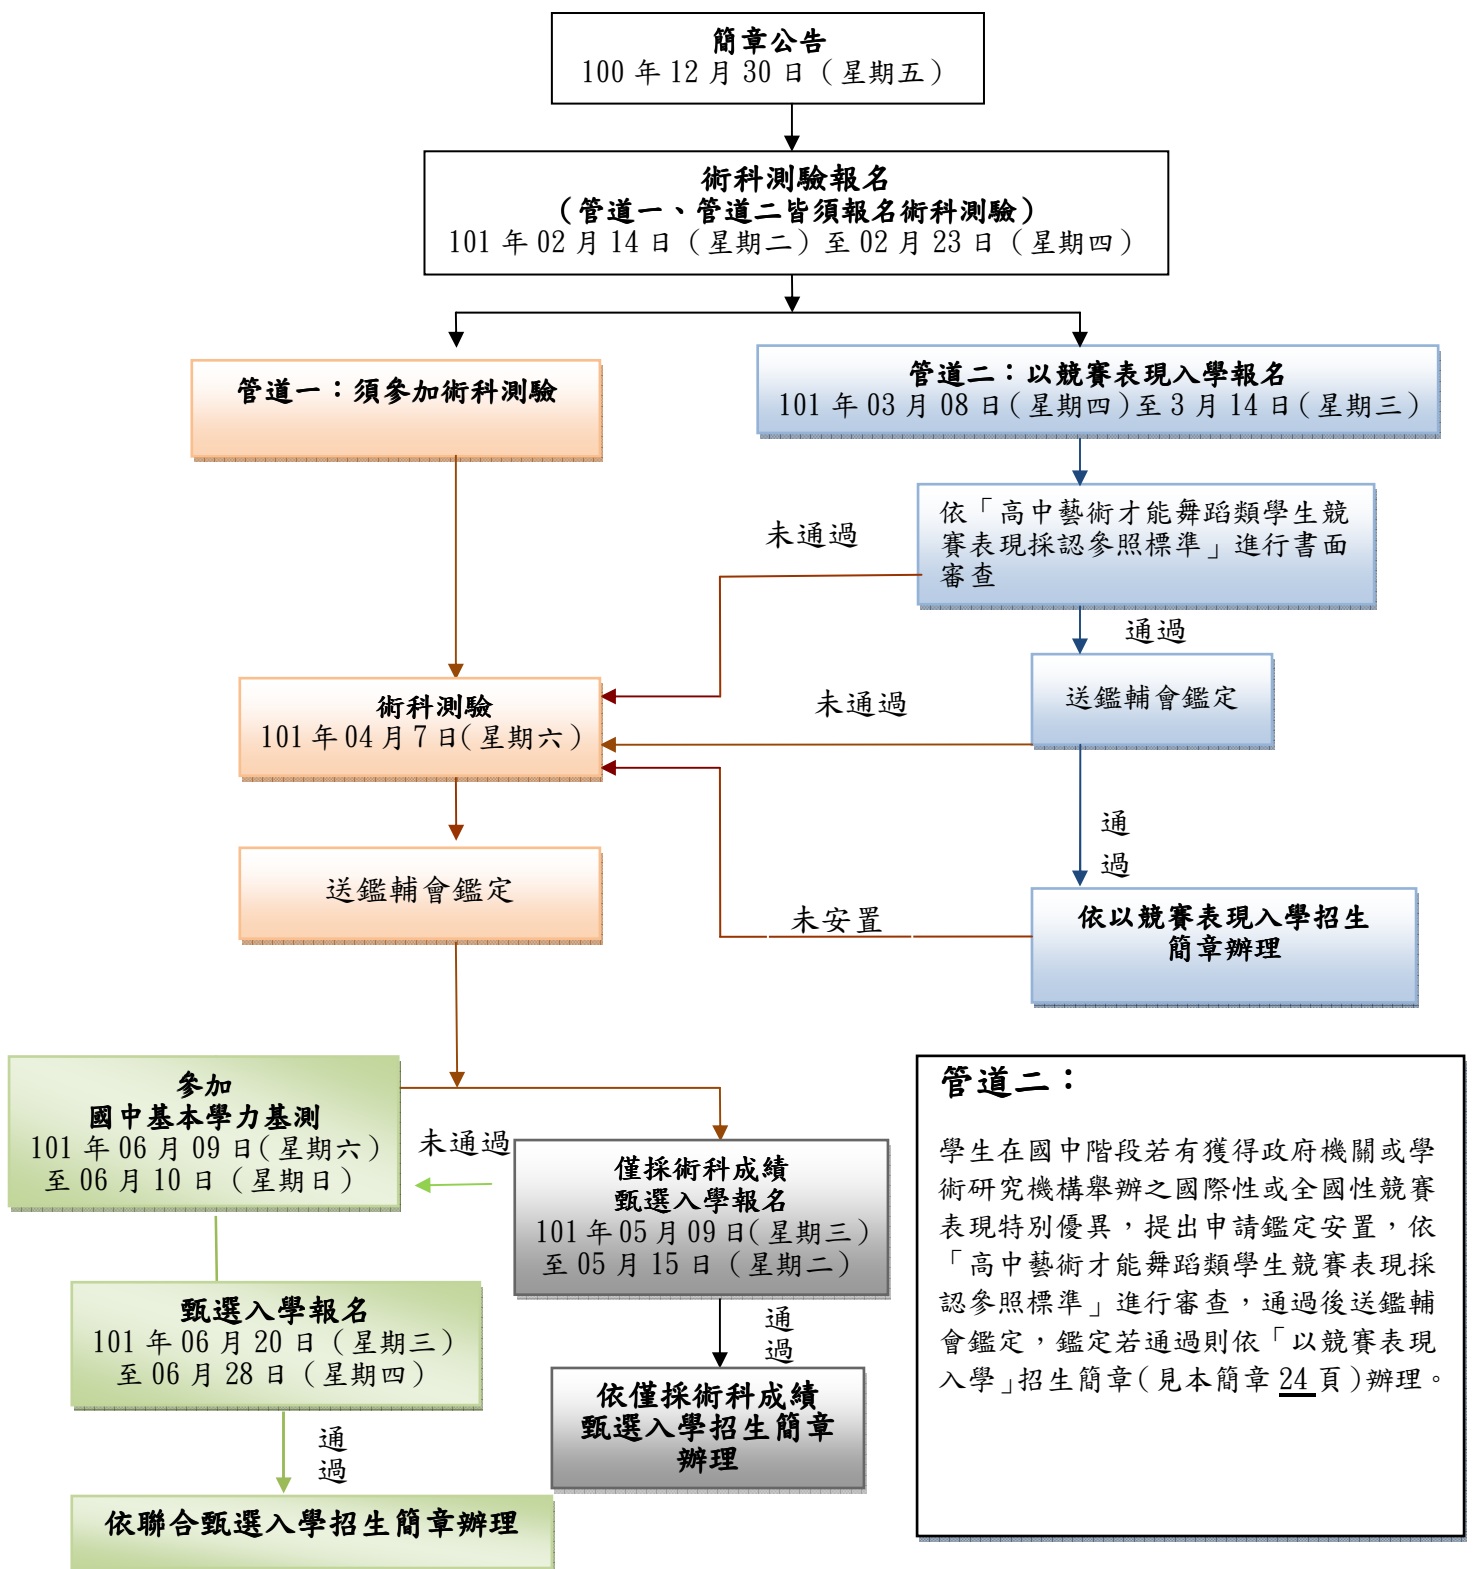 簡章公告
100 年 12 月 30 日（星期五）
術科測驗報名
（管道一、管道二皆須報名術科測驗）
101 年 02 月 14 日（星期二）至 02 月 23 日（星期四）
管道一：須參加術科測驗
管道二：以競賽表現入學報名
101 年 03 月 08 日(星期四)至 3 月 14 日(星期三)
依「高中藝術才能舞蹈類學生競
賽表現採認參照標準」進行書面
審查
未通過
通過
送鑑輔會鑑定
未通過
術科測驗
101 年 04 月 7 日(星期六)
通
過
送鑑輔會鑑定
未安置
依以競賽表現入學招生
簡章辦理
參加
國中基本學力基測
101 年 06 月 09 日(星期六)
至 06 月 10 日（星期日）
未通過
僅採術科成績
甄選入學報名
101 年 05 月 09 日(星期三)
至 05 月 15 日（星期二）
甄選入學報名
101 年 06 月 20 日（星期三）
至 06 月 28 日（星期四）
通
過
依僅採術科成績
甄選入學招生簡章
辦理
通
過
依聯合甄選入學招生簡章辦理
管道二：
學生在國中階段若有獲得政府機關或學
術研究機構舉辦之國際性或全國性競賽
表現特別優異，提出申請鑑定安置，依
「高中藝術才能舞蹈類學生競賽表現採
認參照標準」進行審查，通過後送鑑輔
會鑑定，鑑定若通過則依「以競賽表現
入學」招生簡章(見本簡章 24 頁)辦理。